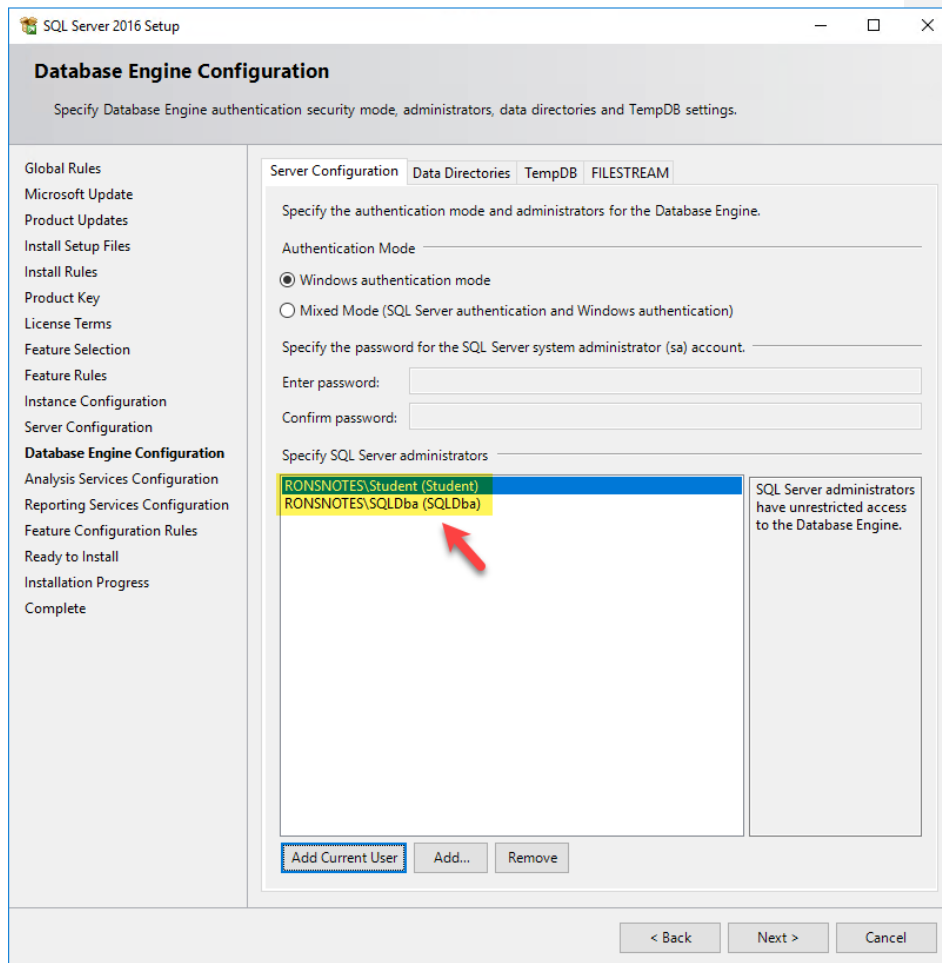 SQL Server 2016 Setup
Database Engine Configuration
Specify Database Engine authentication security mode, administrators, data directories and TempDB settings.
Global Rules
Microsoft Update
Product Updates
Install Setup Files
Install Rules
Product Key
License Terms
Feature Selection
Feature Rules
Instance Configuration
Server Configuration
Database Engine Configuration
Analysis Services Configuration
Reporting Services Configuration
Feature Configuration Rules
Ready to Install
Installation Progress
Complete
Server Configuration Data Directories TempDB FILESTREAM
Specify the authentication mode and administrators for the Database Engine.
Authentication Mode
Windows authentication mode
Mixed Mode (SQL Server authentication and Windows authentication)
Specify the password for the SQL Server system administrator (sa) account.
Enter password:
Confirm password:
Specify SQL Server administrators
RONSNOTES\Student (Student)
RONSNOTES\SQLDba (SQLDba)
SQL Server administrators
have unrestricted access
to the Database Engine.
Add Current User Add... Remove
< Back Next > Cancel